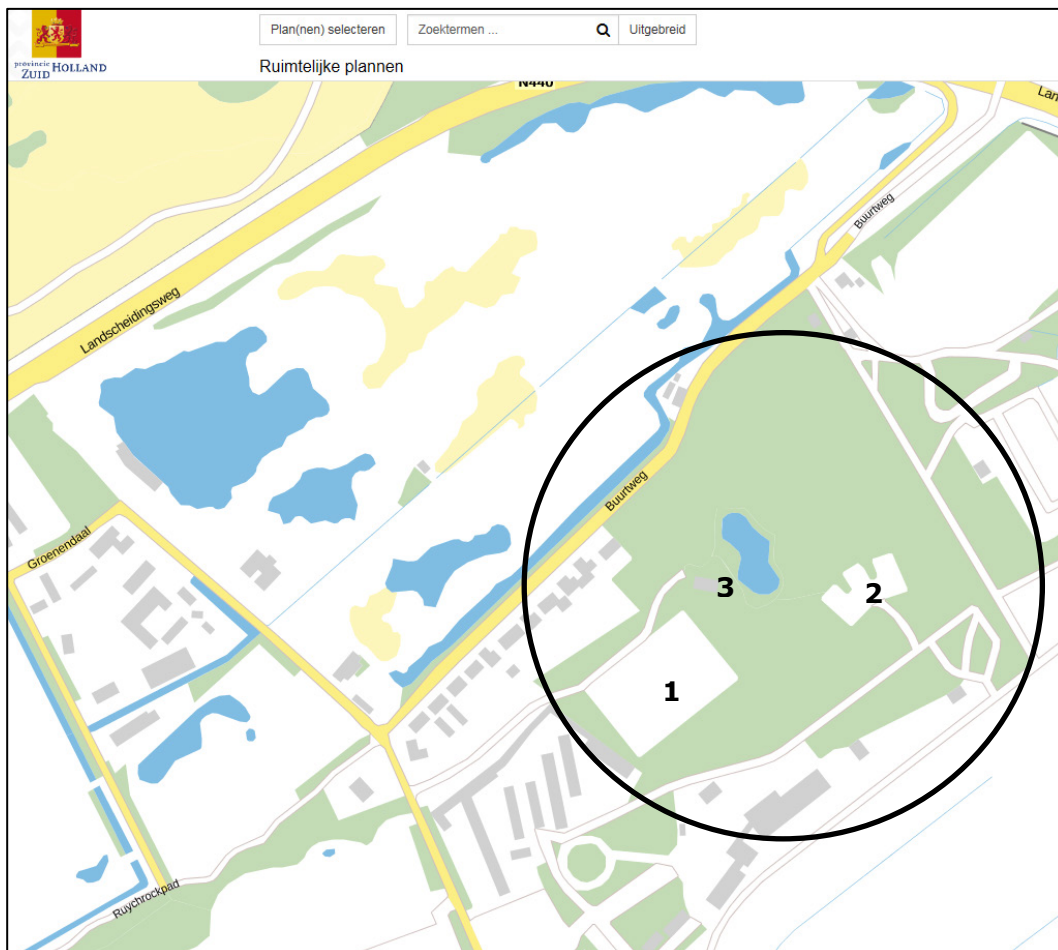 Plan(nen) selecteren
Zoektermen ...
Uitgebreid
provincie
ZUID HOLLAND
Ruimtelijke plannen
N440
Buurtweg
Landscheidingsweg
Buurtweg
Groenendaal
3
2
1
Ruychrockpad